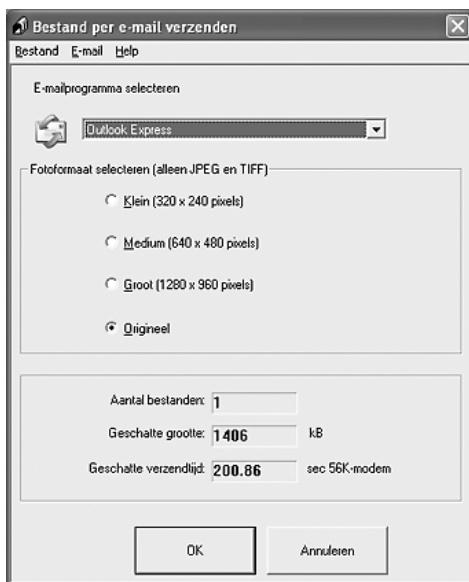 Bestand per e-mail verzenden
Bestand E-mail Help
E-mailprogramma selecteren
Outlook Express
Fotoformaat selecteren (alleen JPEG en TIFF)
Klein (320 x 240 pixels)
Medium (640 x 480 pixels)
Groot (1280 x 960 pixels)
Origineel
Aantal bestanden: 1
Geschatte grootte: 1406 kB
Geschatte verzendtijd: 200.86 sec 56K-modem
OK Annuleren